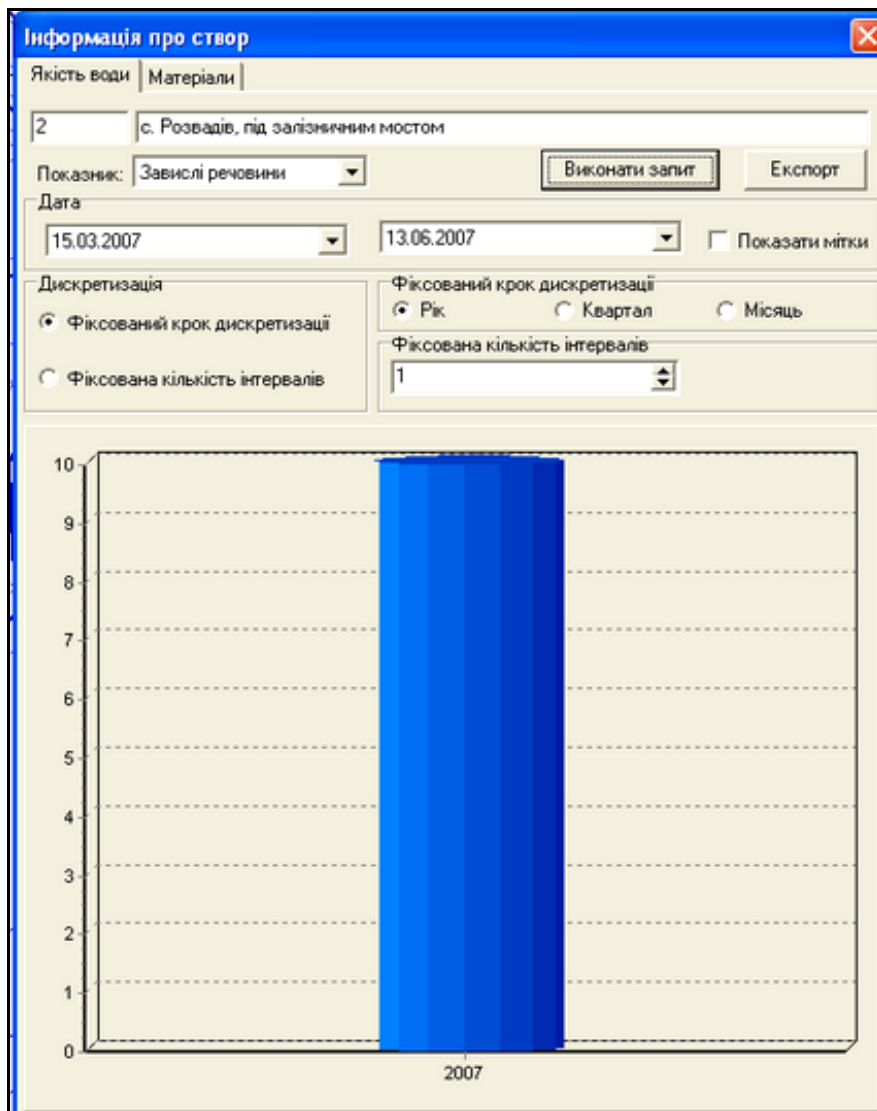 Інформація про створ
Якість води Матеріали
2 с. Розвадів, під залізничним мостом
Показник: Завислі речовини Виконати запит Експорт
Дата
15.03.2007 13.06.2007 Показати мітки
Дискретизація Фіксований крок дискретизації
Фіксований крок дискретизації Рік Квартал Місяць
Фіксована кількість інтервалів
Фіксована кількість інтервалів 1
10
9
8
7
6
5
4
3
2
1
0
2007